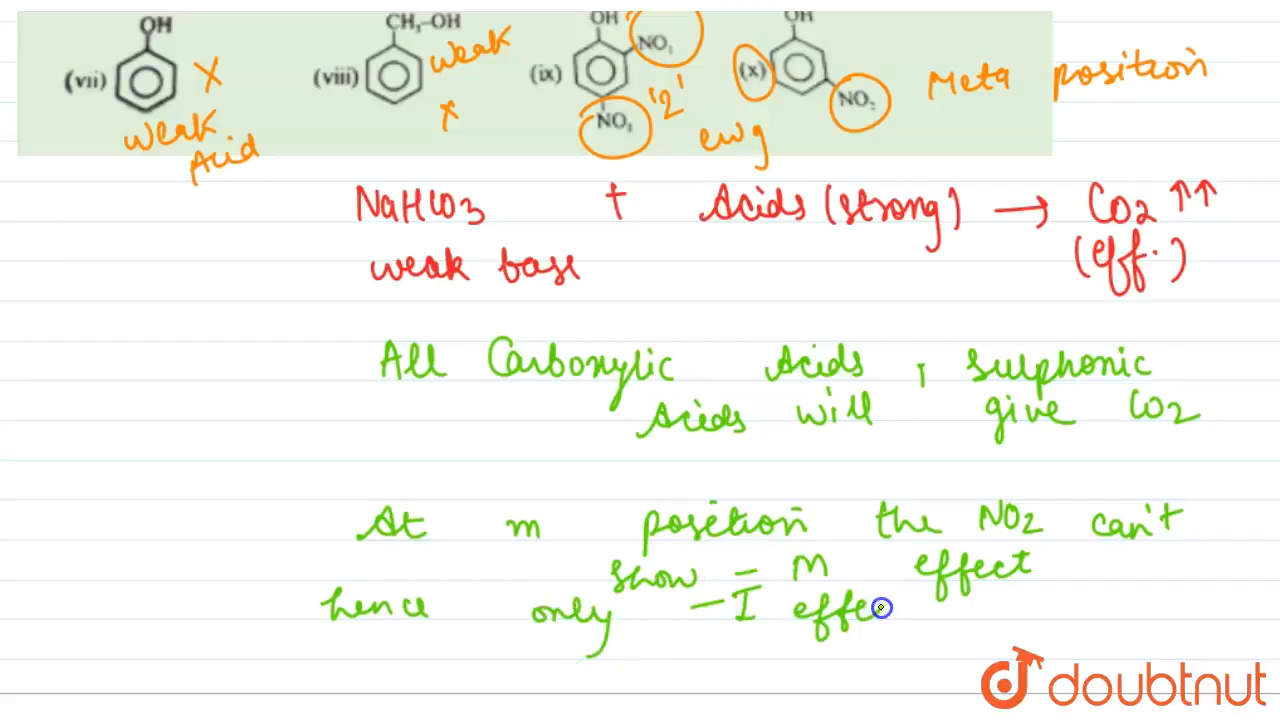 OH CH₂-OH OH OH
(vii) (viii) weak (ix) NO₂ (x) Meta position
X X '2' NO₂
weak NO₂ ewg
Acid
NaHCO3 + Acids (strong) → CO2 ↑↑
weak base (eff.)
All Carboxylic Acids , sulphonic
Acids will give CO2
At m position the NO2 can't
show - M effect
hence only - I effe
doubtnut